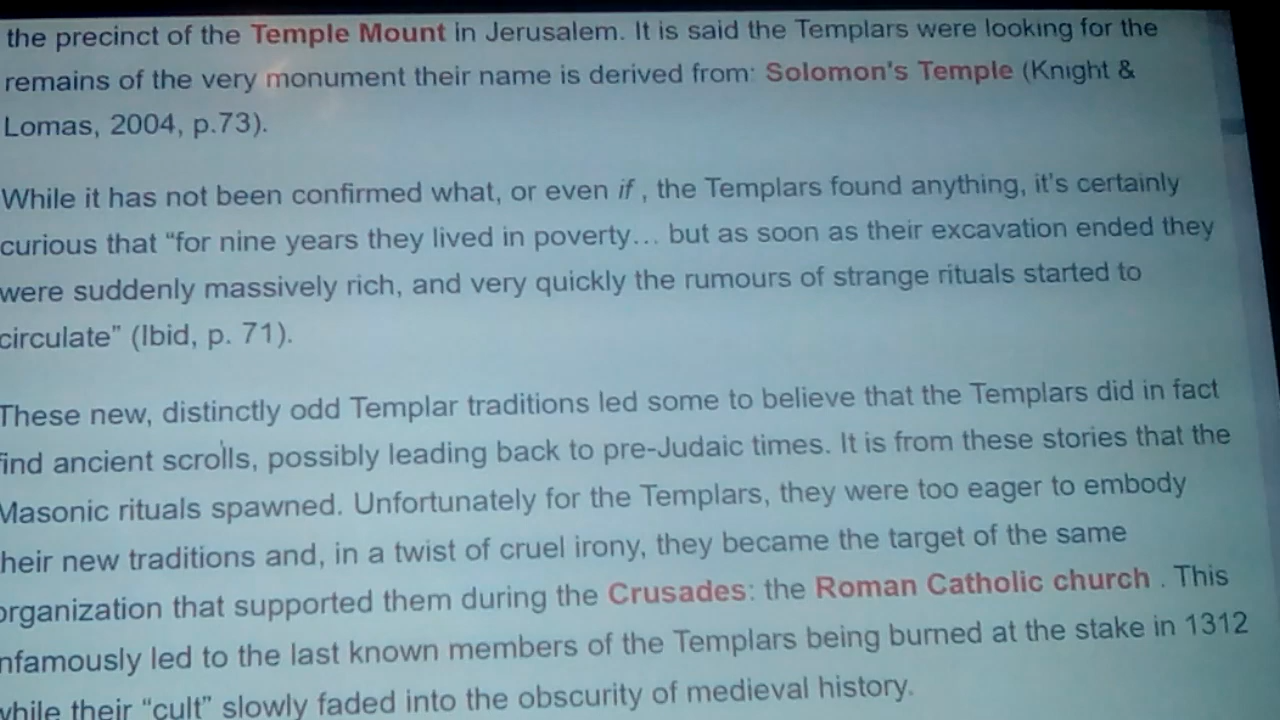 the precinct of the Temple Mount in Jerusalem. It is said the Templars were looking for the
remains of the very monument their name is derived from: Solomon's Temple (Knight &
Lomas, 2004, p.73).
While it has not been confirmed what, or even if , the Templars found anything, it's certainly
curious that “for nine years they lived in poverty… but as soon as their excavation ended they
were suddenly massively rich, and very quickly the rumours of strange rituals started to
circulate” (Ibid, p. 71).
These new, distinctly odd Templar traditions led some to believe that the Templars did in fact
find ancient scrolls, possibly leading back to pre-Judaic times. It is from these stories that the
Masonic rituals spawned. Unfortunately for the Templars, they were too eager to embody
heir new traditions and, in a twist of cruel irony, they became the target of the same
organization that supported them during the Crusades: the Roman Catholic church . This
nfamously led to the last known members of the Templars being burned at the stake in 1312
while their “cult” slowly faded into the obscurity of medieval history.